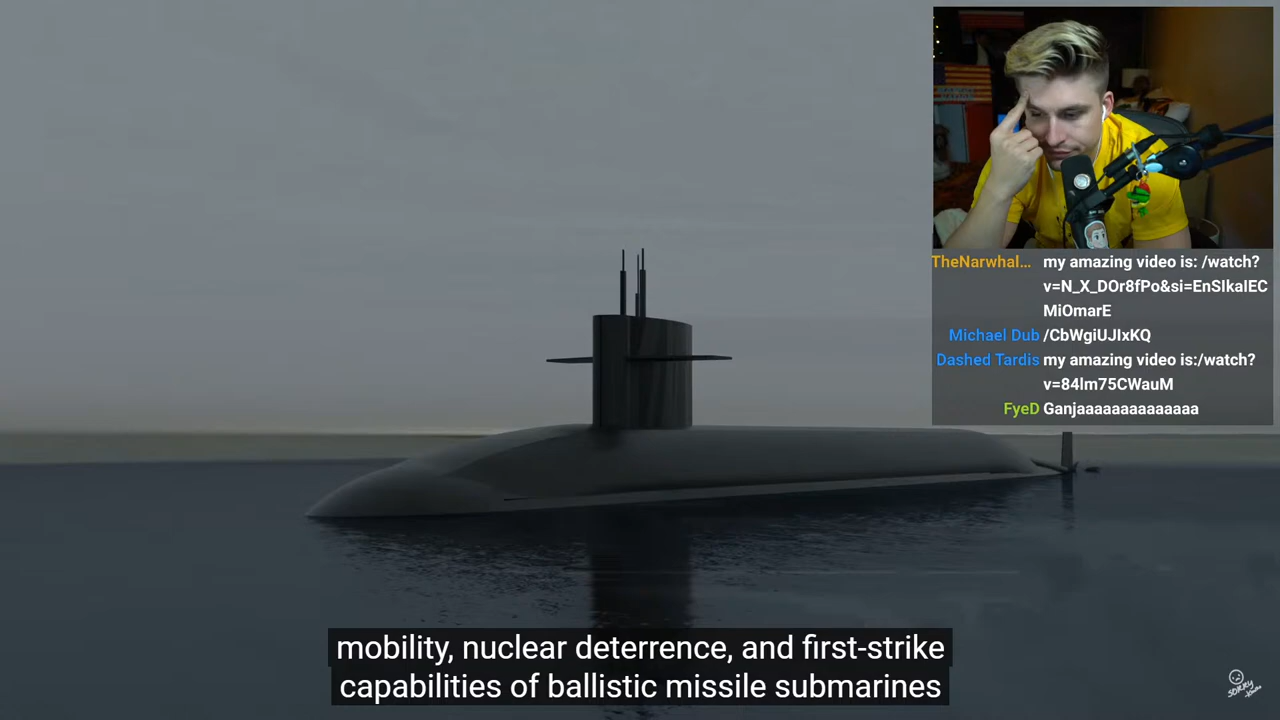 TheNarwhal... my amazing video is: /watch?
v=N_X_DOr8fPo&si=EnSIkaIEC
MiOmarE
Michael Dub /CbWgiUJIxKQ
Dashed Tardis my amazing video is:/watch?
v=84lm75CWauM
FyeD Ganjaaaaaaaaaaaaaa
mobility, nuclear deterrence, and first-strike
capabilities of ballistic missile submarines
SORRY